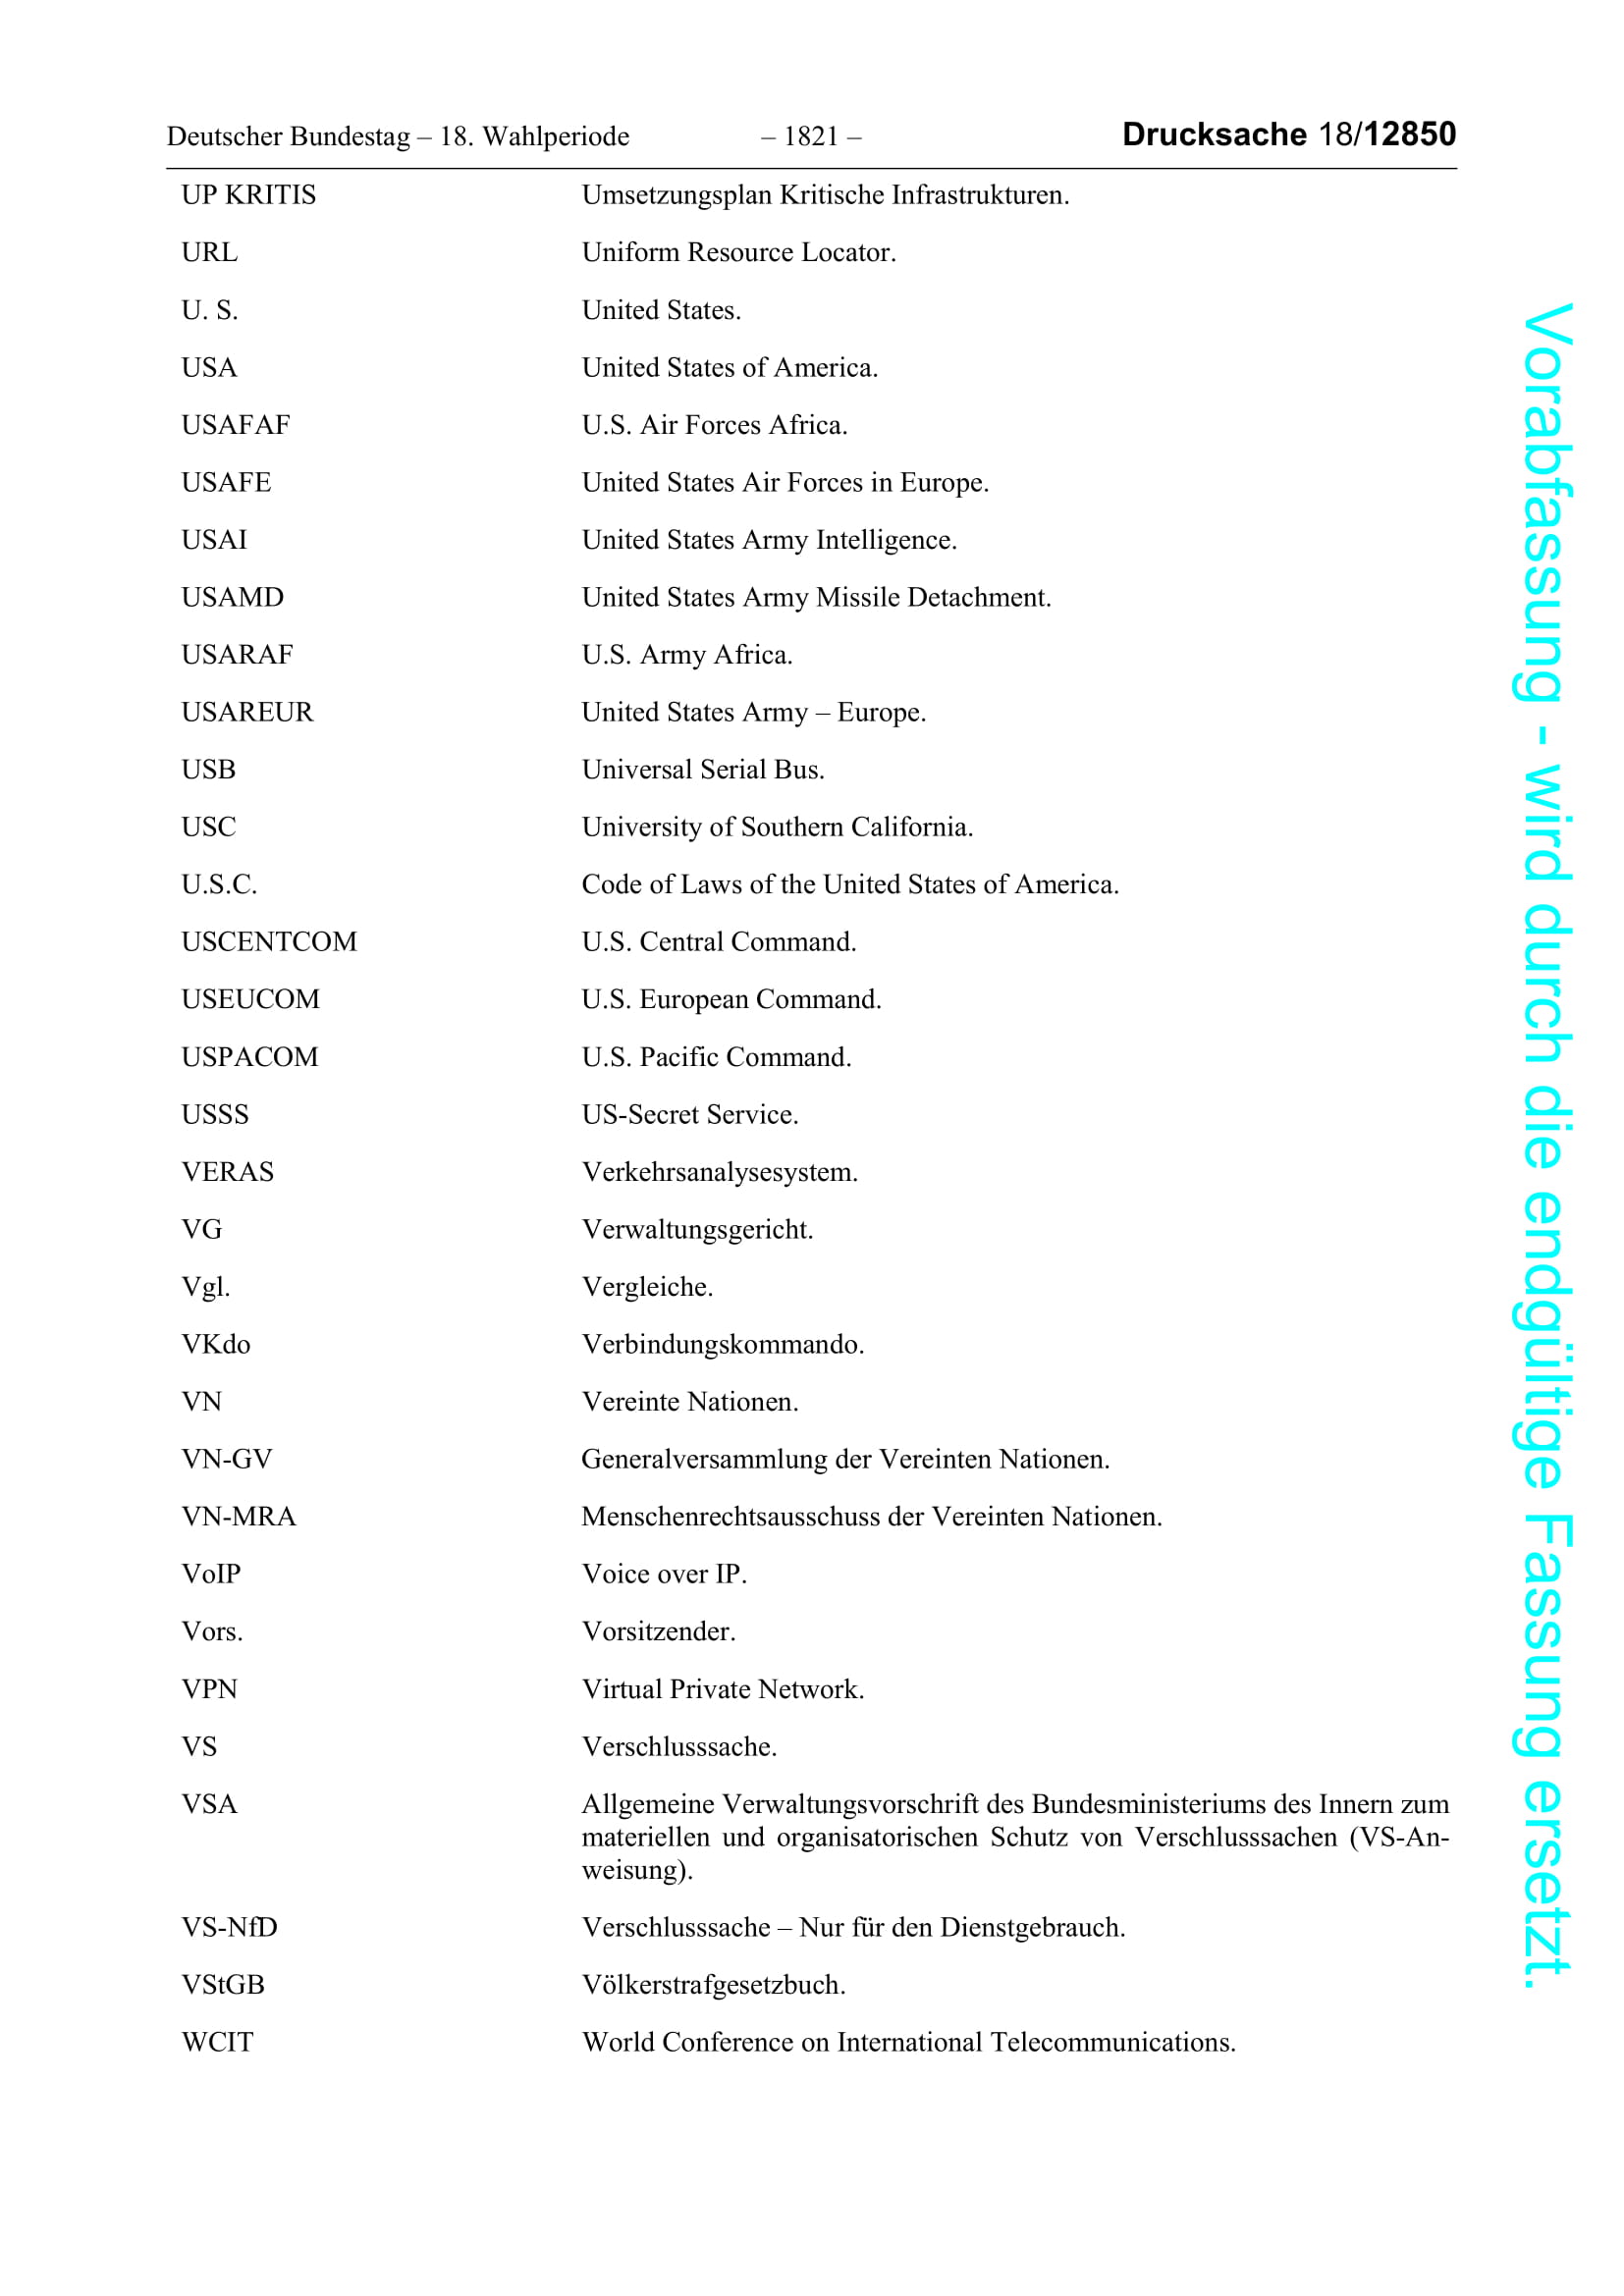 Deutscher Bundestag – 18. Wahlperiode – 1821 – Drucksache 18/12850
UP KRITIS Umsetzungsplan Kritische Infrastrukturen.
URL Uniform Resource Locator.
U. S. United States.
USA United States of America.
USAFAF U.S. Air Forces Africa.
USAFE United States Air Forces in Europe.
USAI United States Army Intelligence.
USAMD United States Army Missile Detachment.
USARAF U.S. Army Africa.
USAREUR United States Army – Europe.
USB Universal Serial Bus.
USC University of Southern California.
U.S.C. Code of Laws of the United States of America.
USCENTCOM U.S. Central Command.
USEUCOM U.S. European Command.
USPACOM U.S. Pacific Command.
USSS US-Secret Service.
VERAS Verkehrsanalysesystem.
VG Verwaltungsgericht.
Vgl. Vergleiche.
VKdo Verbindungskommando.
VN Vereinte Nationen.
VN-GV Generalversammlung der Vereinten Nationen.
VN-MRA Menschenrechtsausschuss der Vereinten Nationen.
VoIP Voice over IP.
Vors. Vorsitzender.
VPN Virtual Private Network.
VS Verschlusssache.
VSA Allgemeine Verwaltungsvorschrift des Bundesministeriums des Innern zum
materiellen und organisatorischen Schutz von Verschlusssachen (VS-An-
weisung).
VS-NfD Verschlusssache – Nur für den Dienstgebrauch.
VStGB Völkerstrafgesetzbuch.
WCIT World Conference on International Telecommunications.
Vorabfassung - wird durch die endgültige Fassung ersetzt.